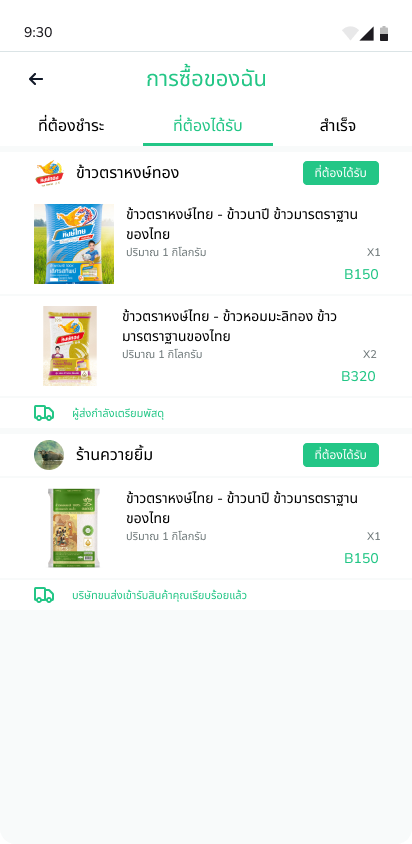 9:30
การซื้อของฉัน
ที่ต้องชำระ ที่ต้องได้รับ สำเร็จ
ข้าวตราหงษ์ทอง ที่ต้องได้รับ
ข้าวตราหงษ์ไทย - ข้าวนาปี ข้าวมารตราฐาน
ของไทย
ปริมาณ 1 กิโลกรัม X1
B150
ข้าวตราหงษ์ไทย - ข้าวหอมมะลิทอง ข้าว
มารตราฐานของไทย
ปริมาณ 1 กิโลกรัม X2
B320
ผู้ส่งกำลังเตรียมพัสดุ
ร้านควายยิ้ม ที่ต้องได้รับ
ข้าวตราหงษ์ไทย - ข้าวนาปี ข้าวมารตราฐาน
ของไทย
ปริมาณ 1 กิโลกรัม X1
B150
บริษัทขนส่งเข้ารับสินค้าคุณเรียบร้อยแล้ว